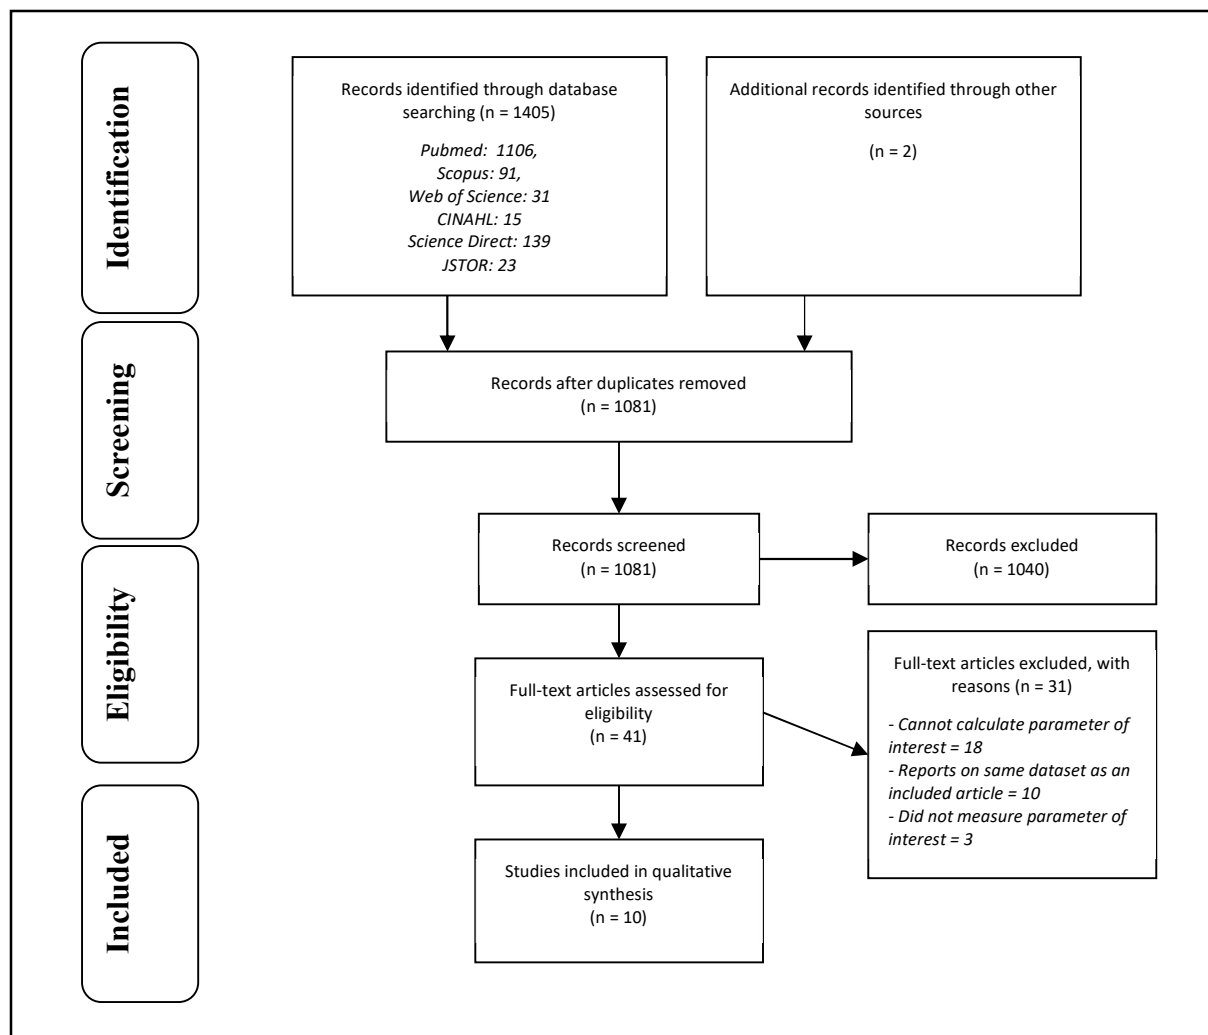 Identification
Records identified through database
searching (n = 1405)
Pubmed:  1106,
Scopus: 91,
Web of Science: 31
CINAHL: 15
Science Direct: 139
JSTOR: 23
Additional records identified through other
sources
(n = 2)
Screening
Records after duplicates removed
(n = 1081)
Records screened
(n = 1081)
Records excluded
(n = 1040)
Eligibility
Full-text articles assessed for
eligibility
(n = 41)
Full-text articles excluded, with
reasons (n = 31)
- Cannot calculate parameter of
interest = 18
- Reports on same dataset as an
included article = 10
- Did not measure parameter of
interest = 3
Included
Studies included in qualitative
synthesis
(n = 10)